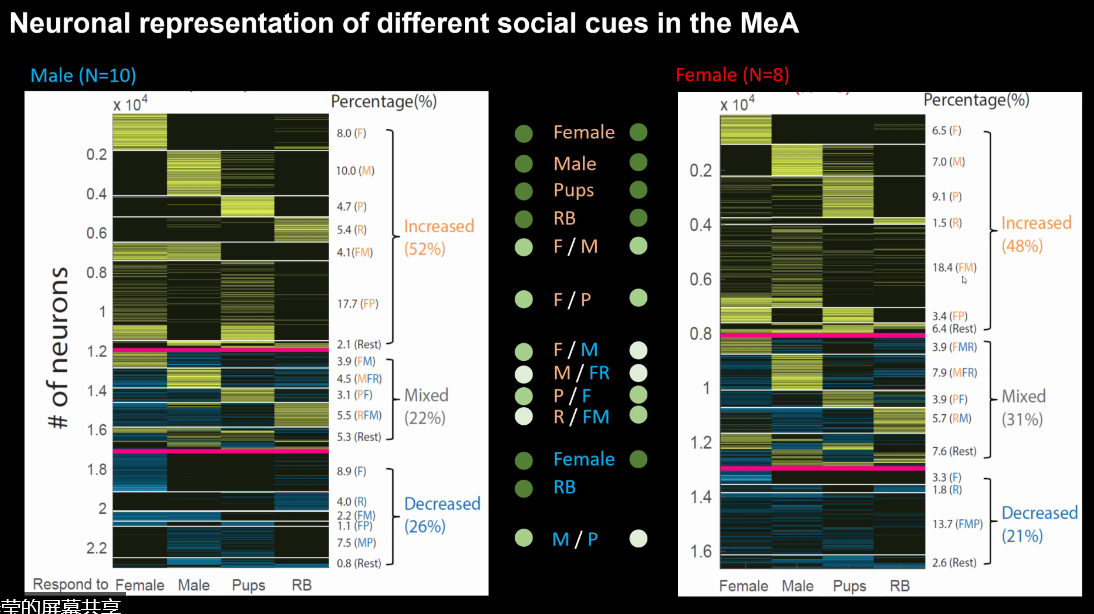 Neuronal representation of different social cues in the MeA
Male (N=10)
x 10⁴
Percentage(%)
# of neurons
0.2
0.4
0.6
0.8
1
1.2
1.4
1.6
1.8
2
2.2
8.0 (F)
10.0 (M)
4.7 (P)
5.4 (R)
4.1(FM)
17.7 (FP)
2.1 (Rest)
3.9 (FM)
4.5 (MFR)
3.1 (PF)
5.5 (RFM)
5.3 (Rest)
8.9 (F)
4.0 (R)
2.2 (FM)
1.1 (FP)
7.5 (MP)
0.8 (Rest)
Increased
(52%)
Mixed
(22%)
Decreased
(26%)
Respond to Female Male Pups RB
Female
Male
Pups
RB
F / M
F / P
F / M
M / FR
P / F
R / FM
Female
RB
M / P
Female (N=8)
x 10⁴
Percentage(%)
0.2
0.4
0.6
0.8
1
1.2
1.4
1.6
6.5 (F)
7.0 (M)
9.1 (P)
1.5 (R)
18.4 (FM)
3.4 (FP)
6.4 (Rest)
3.9 (FMR)
7.9 (MFR)
3.9 (PF)
5.7 (RM)
7.6 (Rest)
3.3 (F)
1.8 (R)
13.7 (FMP)
2.6 (Rest)
Increased
(48%)
Mixed
(31%)
Decreased
(21%)
Female Male Pups RB
莹的屏幕共享